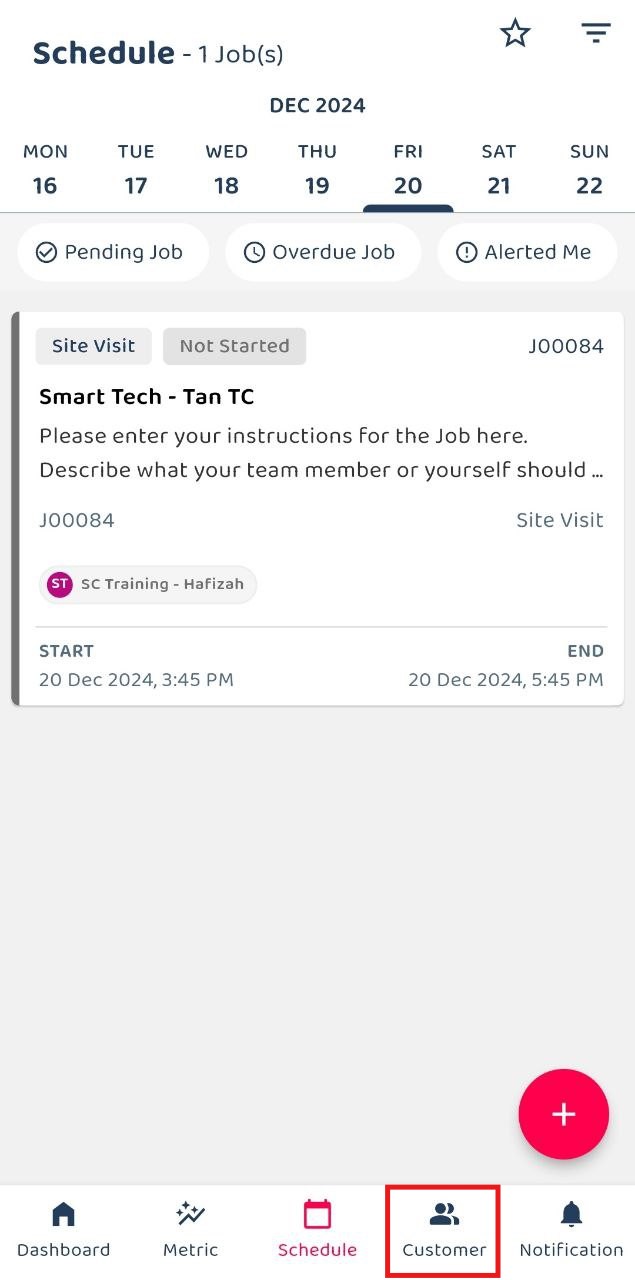 Schedule - 1 Job(s)
DEC 2024
MON TUE WED THU FRI SAT SUN
16 17 18 19 20 21 22
Pending Job Overdue Job Alerted Me
Site Visit Not Started J00084
Smart Tech - Tan TC
Please enter your instructions for the Job here.
Describe what your team member or yourself should ...
J00084 Site Visit
ST SC Training - Hafizah
START END
20 Dec 2024, 3:45 PM 20 Dec 2024, 5:45 PM
+
Dashboard Metric Schedule Customer Notification